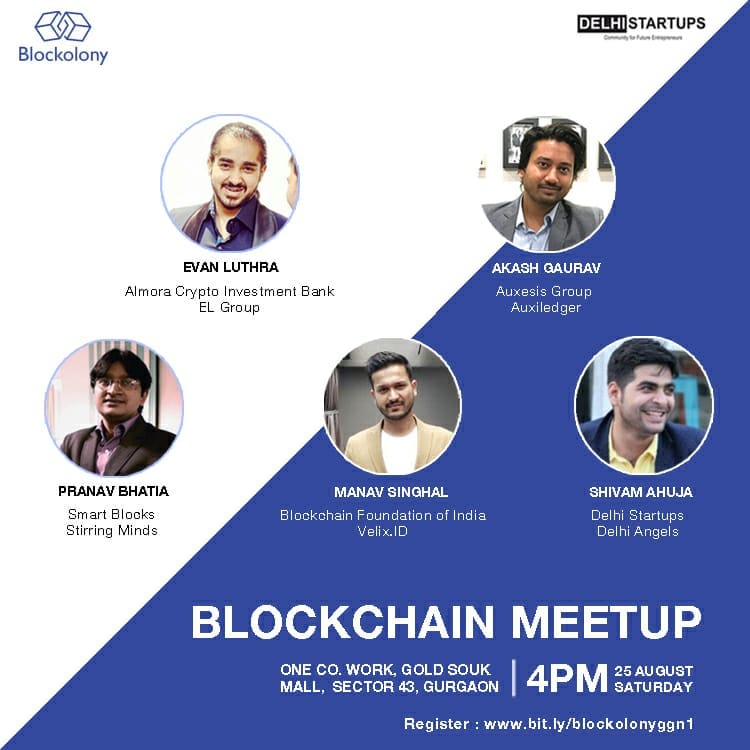 Blockolony
DELHI STARTUPS
Community for Future Entrepreneurs
EVAN LUTHRA
Almora Crypto Investment Bank
EL Group
AKASH GAURAV
Auxesis Group
Auxiledger
PRANAV BHATIA
Smart Blocks
Stirring Minds
MANAV SINGHAL
Blockchain Foundation of India
Velix.ID
SHIVAM AHUJA
Delhi Startups
Delhi Angels
BLOCKCHAIN MEETUP
ONE CO. WORK, GOLD SOUK
MALL, SECTOR 43, GURGAON
4PM
25 AUGUST
SATURDAY
Register : www.bit.ly/blockolonyggn1